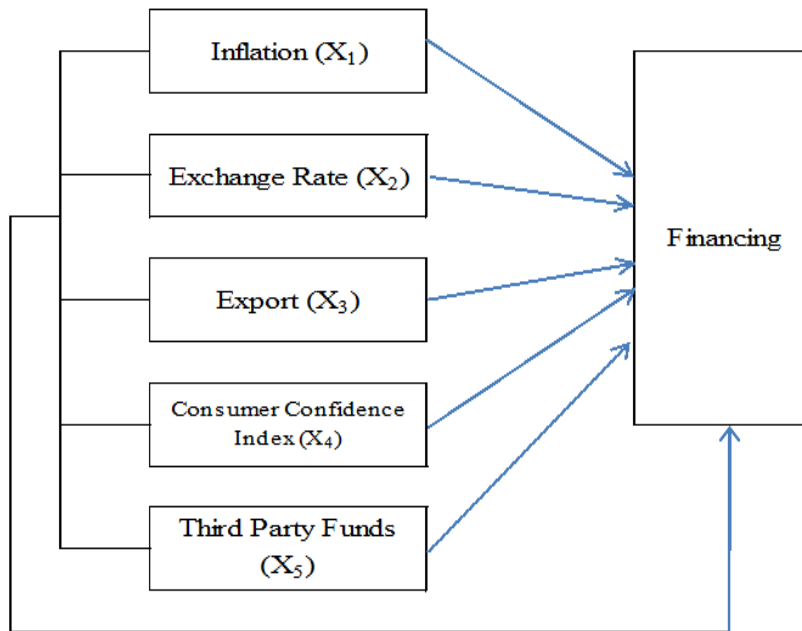 Inflation (X₁)
Exchange Rate (X₂)
Export (X₃)
Consumer Confidence
Index (X₄)
Third Party Funds
(X₅)
Financing